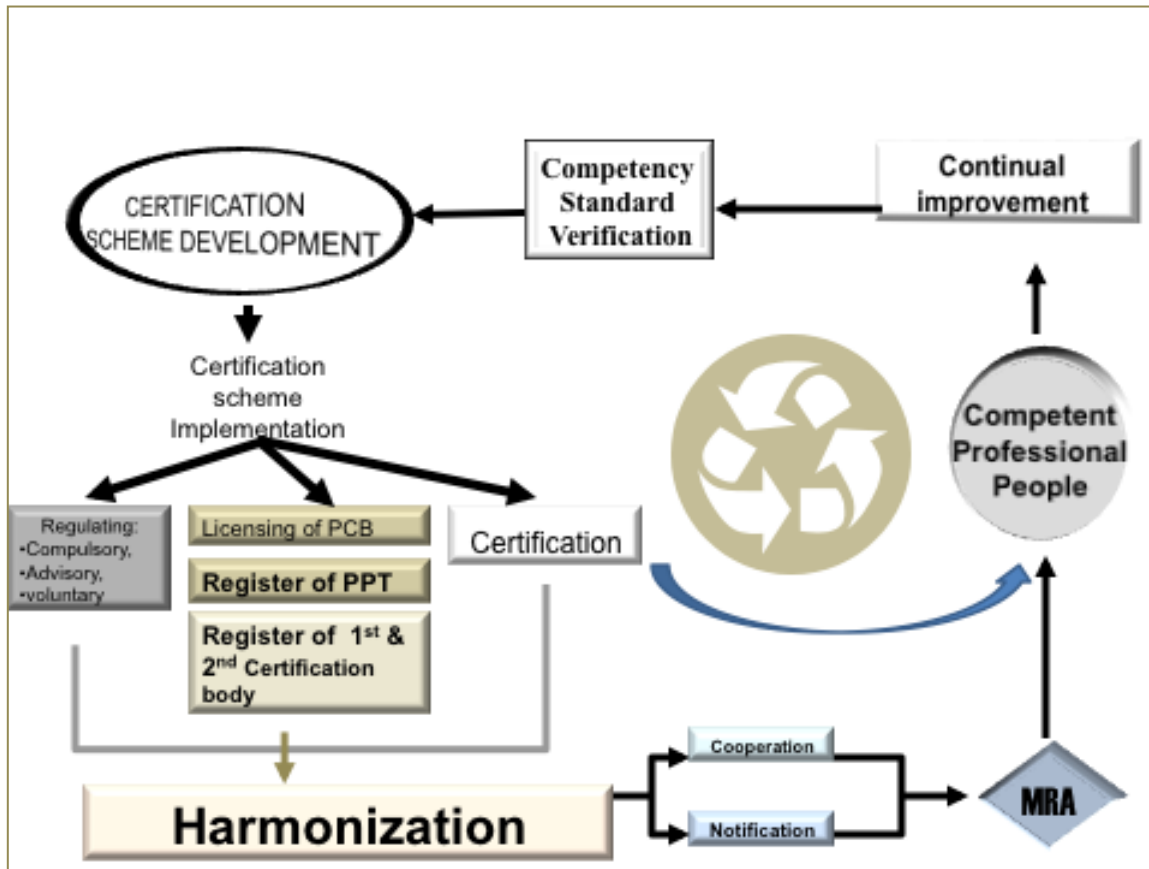 CERTIFICATION
SCHEME DEVELOPMENT
Competency
Standard
Verification
Continual
improvement
Certification
scheme
Implementation
Competent
Professional
People
Regulating:
•Compulsory,
•Advisory,
•voluntary
Licensing of PCB
Register of PPT
Register of 1st &
2nd Certification
body
Certification
Harmonization
Cooperation
Notification
MRA